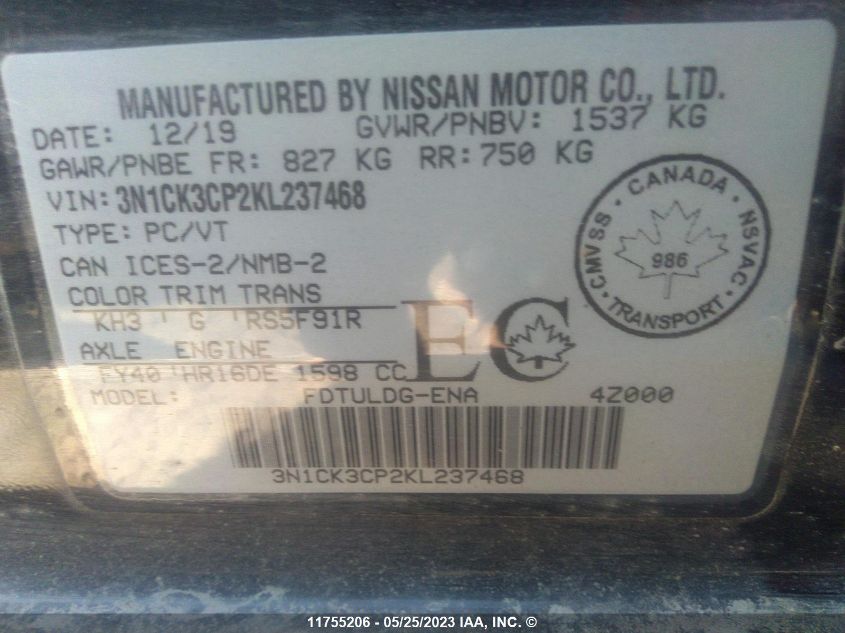 MANUFACTURED BY NISSAN MOTOR CO., LTD.
DATE: 12/19 GVWR/PNBV: 1537 KG
GAWR/PNBE FR: 827 KG RR: 750 KG
VIN: 3N1CK3CP2KL237468
TYPE: PC/VT
CAN ICES-2/NMB-2
COLOR TRIM TRANS
KH3 ' G 'RS5F91R
AXLE ENGINE
FY40 'HR16DE 1598 CC
EC
MODEL: FDTULDG-ENA 4Z000
3N1CK3CP2KL237468
CMVSS · CANADA · NSVAC · TRANSPORT ·
986
11755206 - 05/25/2023 IAA, Inc. ©